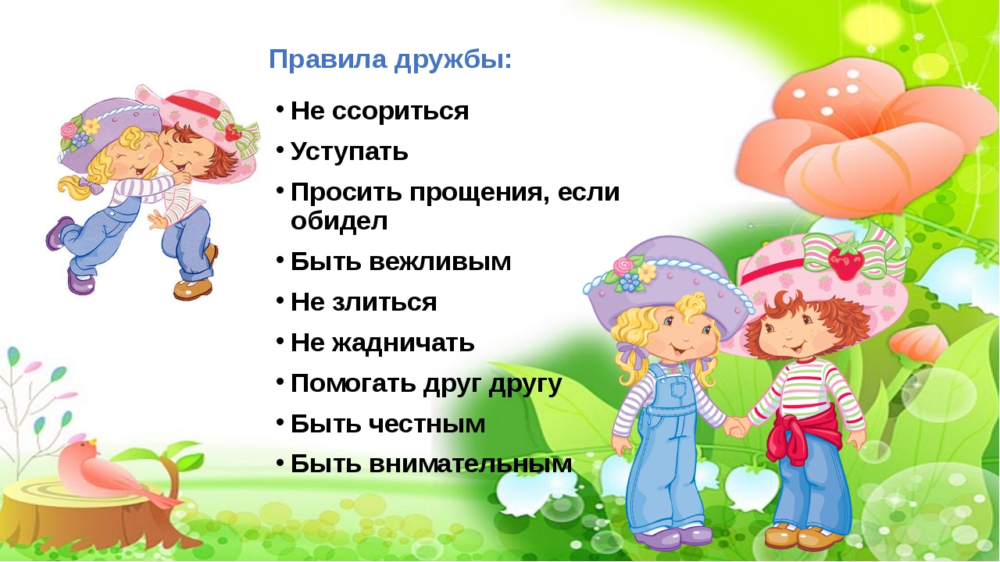 Правила дружбы:
• Не ссориться
• Уступать
• Просить прощения, если
обидел
• Быть вежливым
• Не злиться
• Не жадничать
• Помогать друг другу
• Быть честным
• Быть внимательным